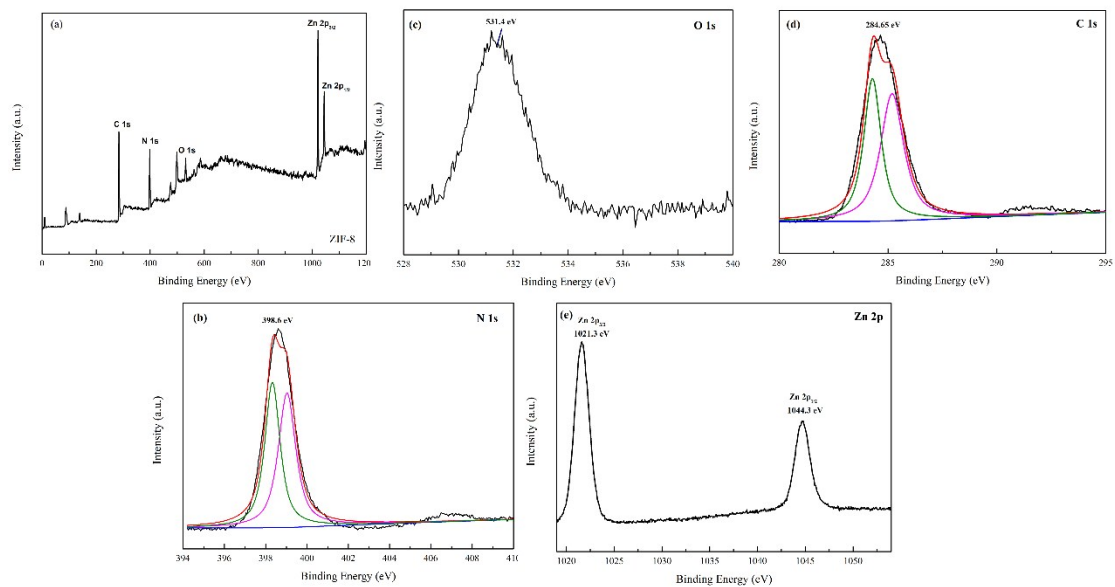 (a)
Zn 2p3/2
Zn 2p1/2
C 1s
N 1s
O 1s
ZIF-8
Intensity (a.u.)
0 200 400 600 800 1000 120
Binding Energy (eV)
(c)
531.4 eV
O 1s
Intensity (a.u.)
528 530 532 534 536 538 540
Binding Energy (eV)
(d)
284.65 eV
C 1s
Intensity (a.u.)
280 285 290 295
Binding Energy (eV)
(b)
398.6 eV
N 1s
Intensity (a.u.)
394 396 398 400 402 404 406 408 410
Binding Energy (eV)
(e)
Zn 2p3/2
1021.3 eV
Zn 2p
Zn 2p1/2
1044.3 eV
Intensity (a.u.)
1020 1025 1030 1035 1040 1045 1050
Binding Energy (eV)